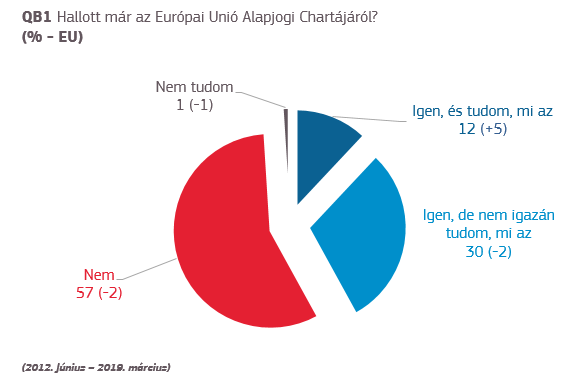 QB1 Hallott már az Európai Unió Alapjogi Chartájáról?
(% - EU)
Nem tudom
1 (-1)
Igen, és tudom, mi az
12 (+5)
Igen, de nem igazán
tudom, mi az
30 (-2)
Nem
57 (-2)
(2012. június – 2019. március)